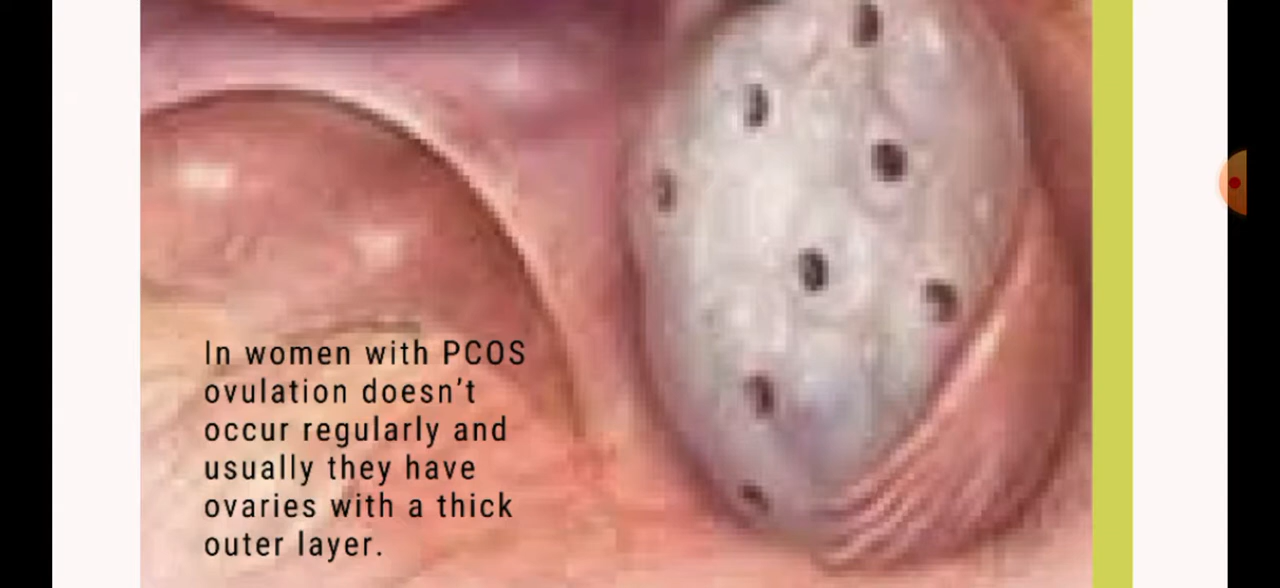 In women with PCOS
ovulation doesn't
occur regularly and
usually they have
ovaries with a thick
outer layer.